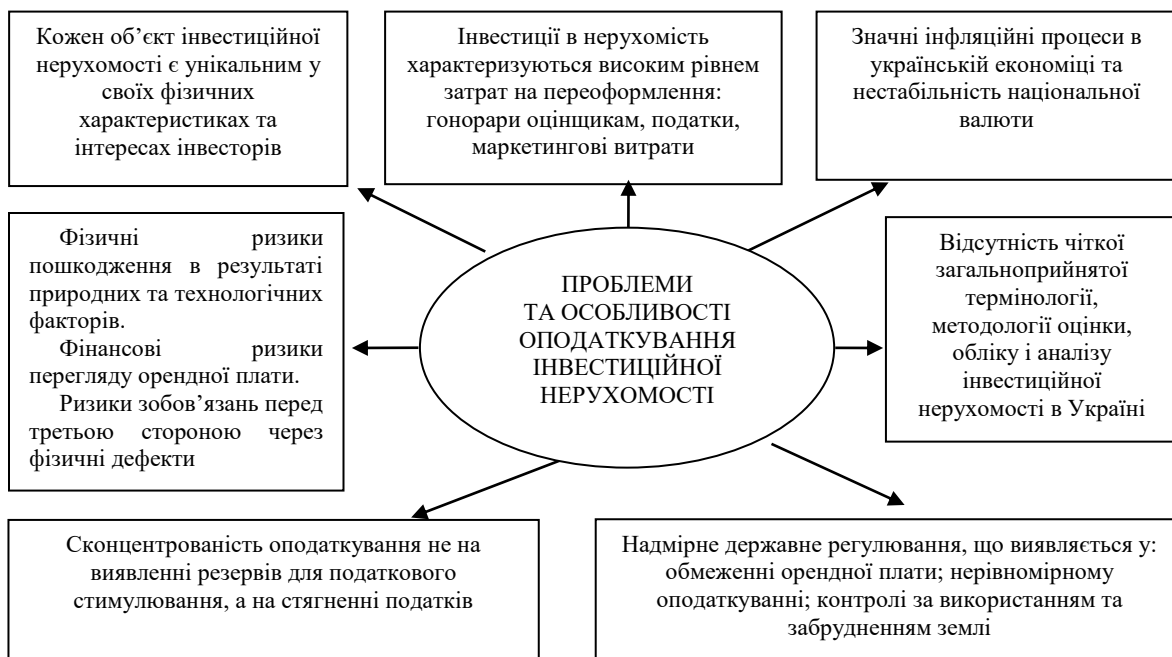 Кожен об’єкт інвестиційної
нерухомості є унікальним у
своїх фізичних
характеристиках та
інтересах інвесторів
Інвестиції в нерухомість
характеризуються високим рівнем
затрат на переоформлення:
гонорари оцінщикам, податки,
маркетингові витрати
Значні інфляційні процеси в
українській економіці та
нестабільність національної
валюти
Фізичні ризики
пошкодження в результаті
природних та технологічних
факторів.
Фінансові ризики
перегляду орендної плати.
Ризики зобов’язань перед
третьою стороною через
фізичні дефекти
ПРОБЛЕМИ
ТА ОСОБЛИВОСТІ
ОПОДАТКУВАННЯ
ІНВЕСТИЦІЙНОЇ
НЕРУХОМОСТІ
Відсутність чіткої
загальноприйнятої
термінології,
методології оцінки,
обліку і аналізу
інвестиційної
нерухомості в Україні
Сконцентрованість оподаткування не на
виявленні резервів для податкового
стимулювання, а на стягненні податків
Надмірне державне регулювання, що виявляється у:
обмеженні орендної плати; нерівномірному
оподаткуванні; контролі за використанням та
забрудненням землі